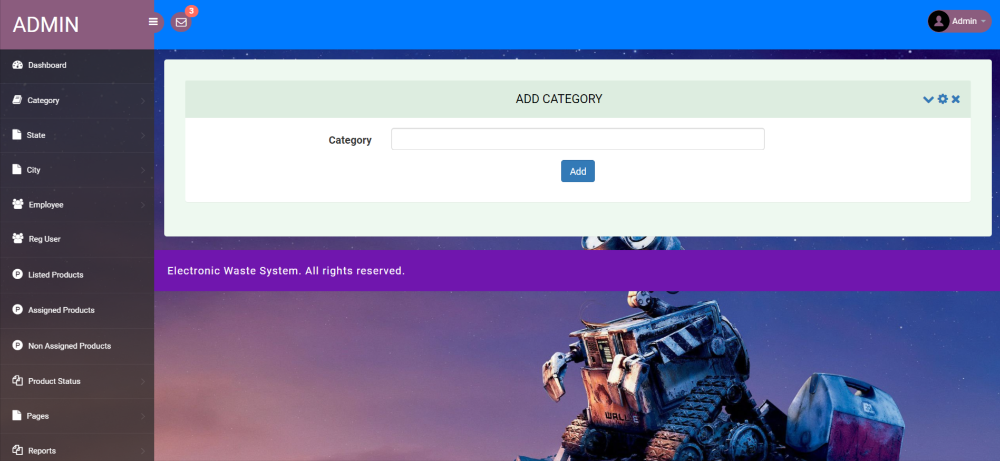 ADMIN
3
Admin
Dashboard
Category
State
City
Employee
Reg User
P Listed Products
P Assigned Products
P Non Assigned Products
Product Status
Pages
Reports
ADD CATEGORY
Category
Add
Electronic Waste System. All rights reserved.
WALL·E